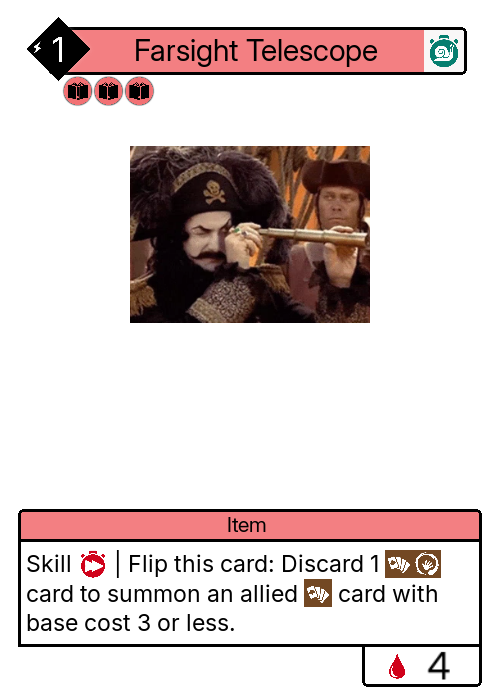 1
Farsight Telescope
Item
Skill | Flip this card: Discard 1
card to summon an allied card with
base cost 3 or less.
4